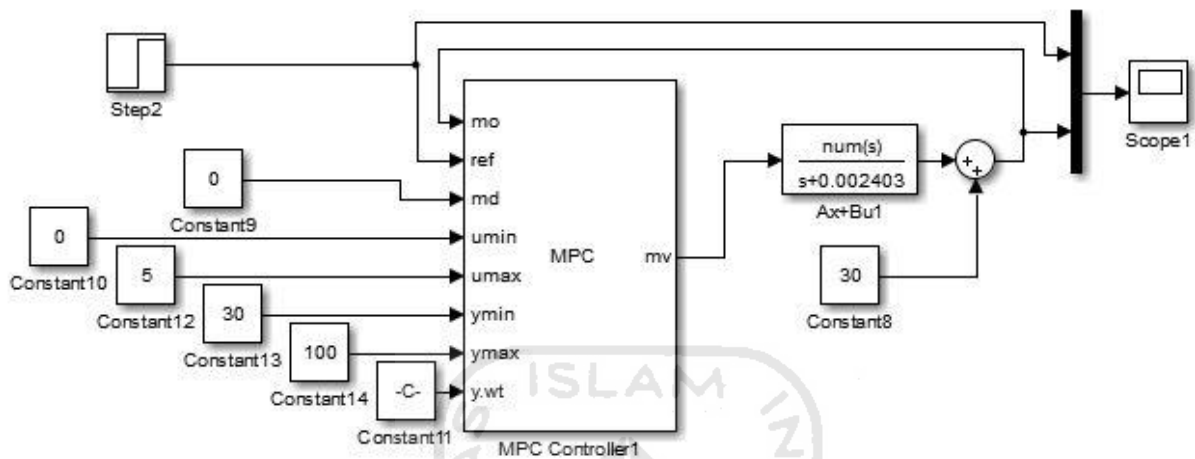 Step2
0
Constant9
0
Constant10
5
Constant12
30
Constant13
100
Constant14
-C-
Constant11
mo
ref
md
umin
umax
ymin
ymax
y.wt
MPC
mv
MPC Controller1
num(s)
s+0.002403
Ax+Bu1
+
+
30
Constant8
Scope1
ISLAM